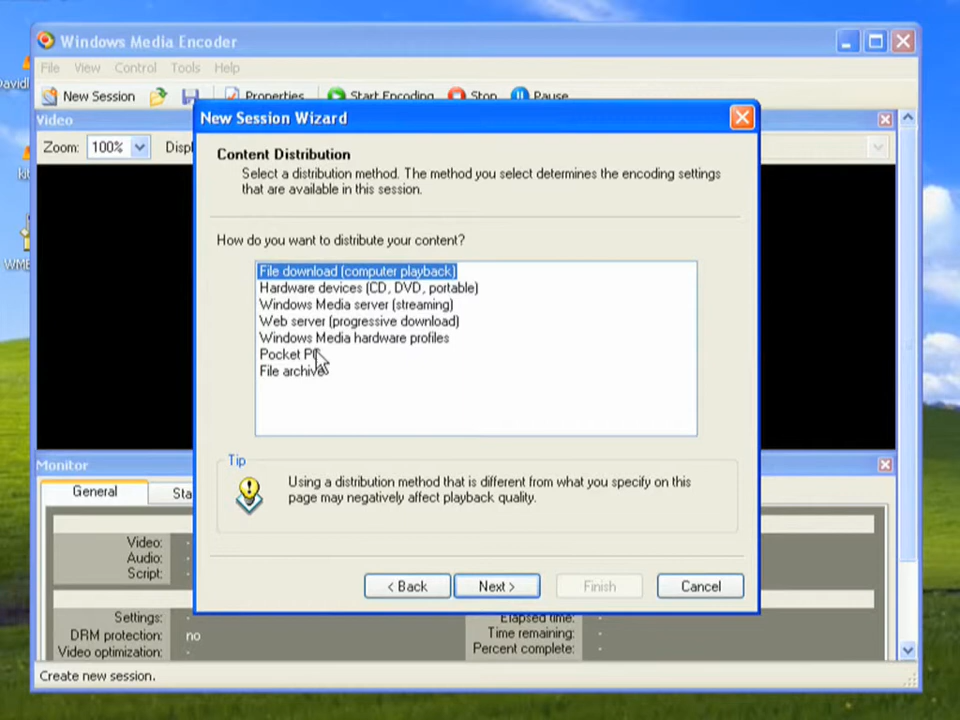 Windows Media Encoder
File View Control Tools Help
New Session Properties Start Encoding Stop Pause
Video
Zoom: 100%
New Session Wizard
Content Distribution
Select a distribution method. The method you select determines the encoding settings
that are available in this session.
How do you want to distribute your content?
File download (computer playback)
Hardware devices (CD, DVD, portable)
Windows Media server (streaming)
Web server (progressive download)
Windows Media hardware profiles
Pocket PC
File archive
Tip
Using a distribution method that is different from what you specify on this
page may negatively affect playback quality.
< Back Next > Finish Cancel
Monitor
General
Video: -
Audio: -
Script: -
Settings: -
DRM protection: no
Video optimization: -
Elapsed time: -
Time remaining: -
Percent complete: -
Create new session.